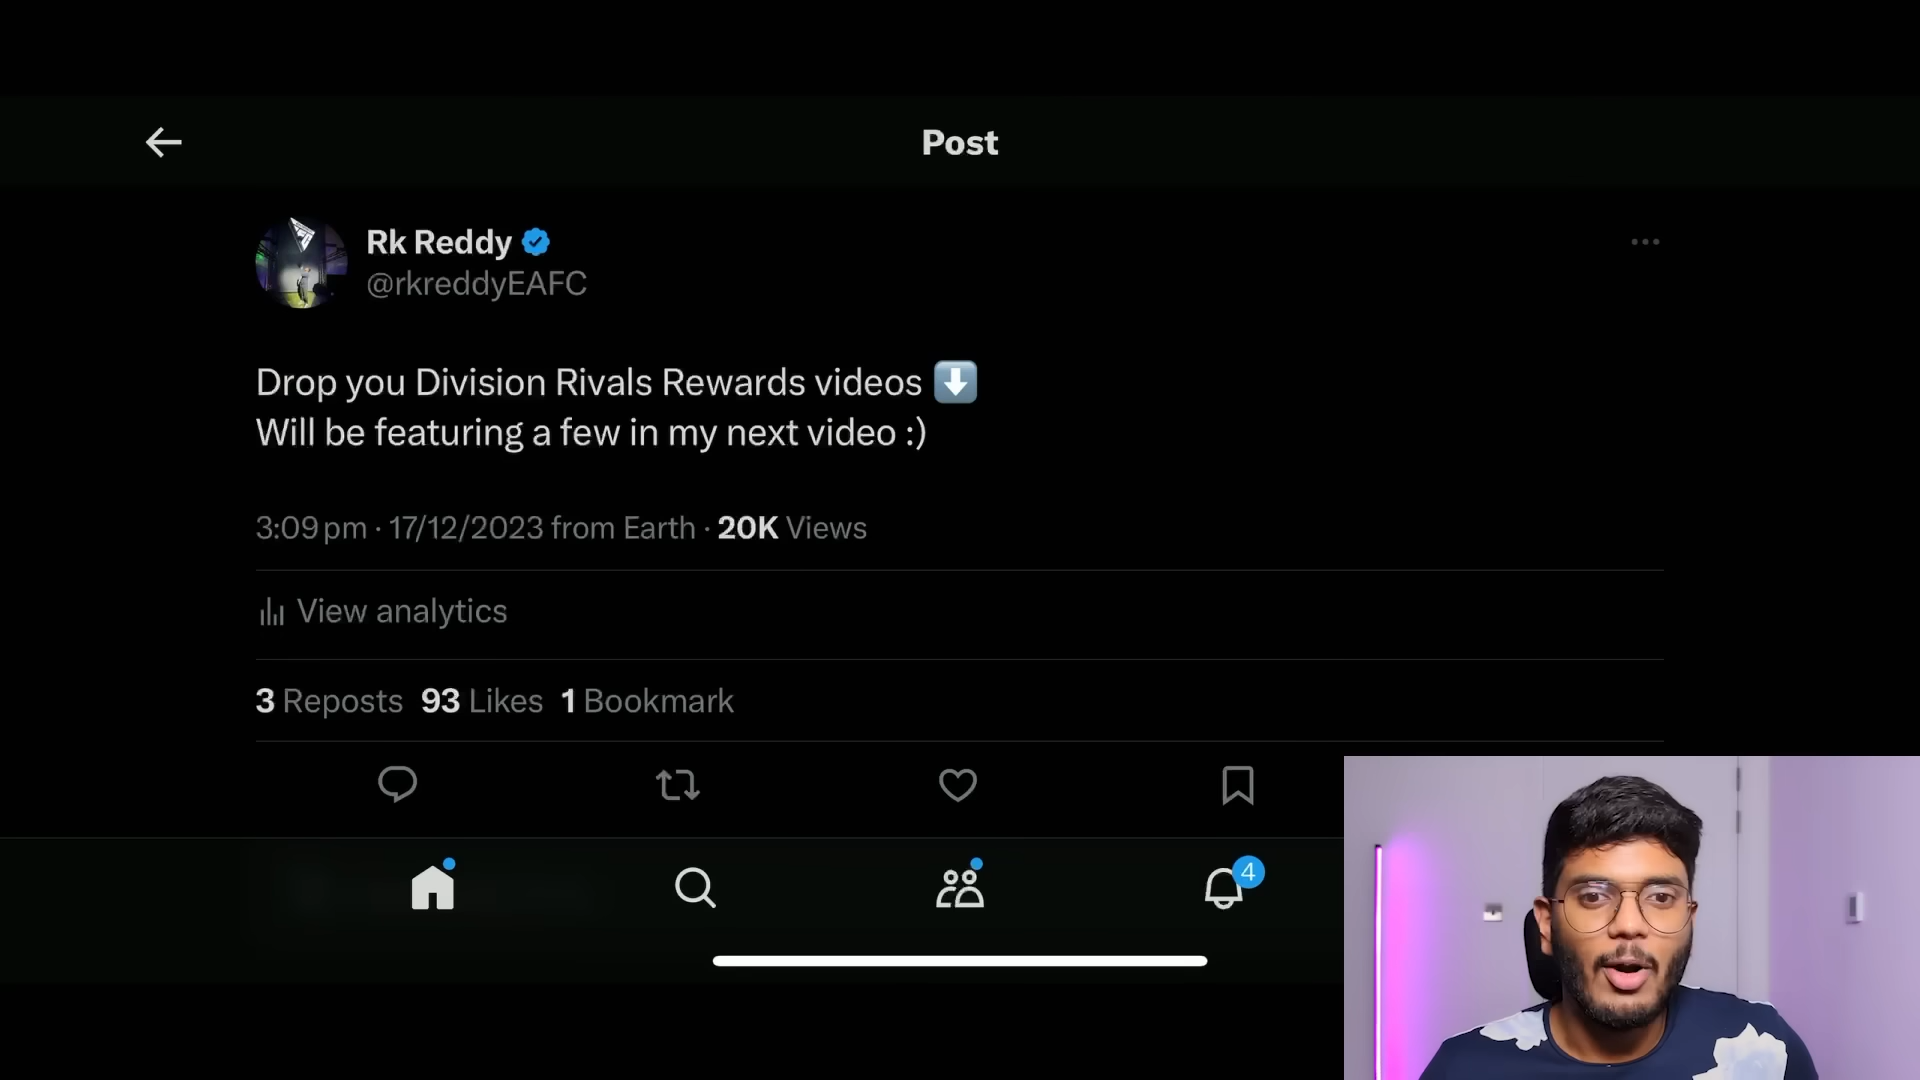 Post
Rk Reddy
@rkreddyEAFC
Drop you Division Rivals Rewards videos ⬇️
Will be featuring a few in my next video :)
3:09 pm · 17/12/2023 from Earth · 20K Views
View analytics
3 Reposts 93 Likes 1 Bookmark
4